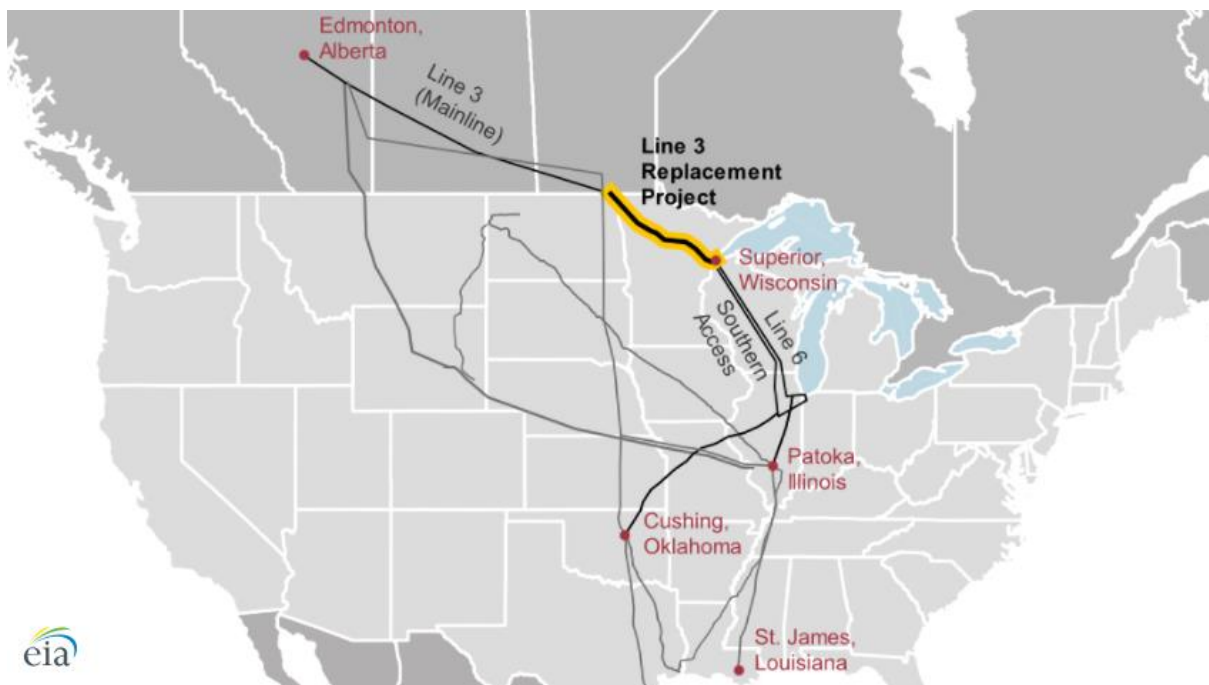 Edmonton,
Alberta
Line 3
(Mainline)
Line 3
Replacement
Project
Superior,
Wisconsin
Line 6
Southern
Access
Patoka,
Illinois
Cushing,
Oklahoma
St. James,
Louisiana
eia